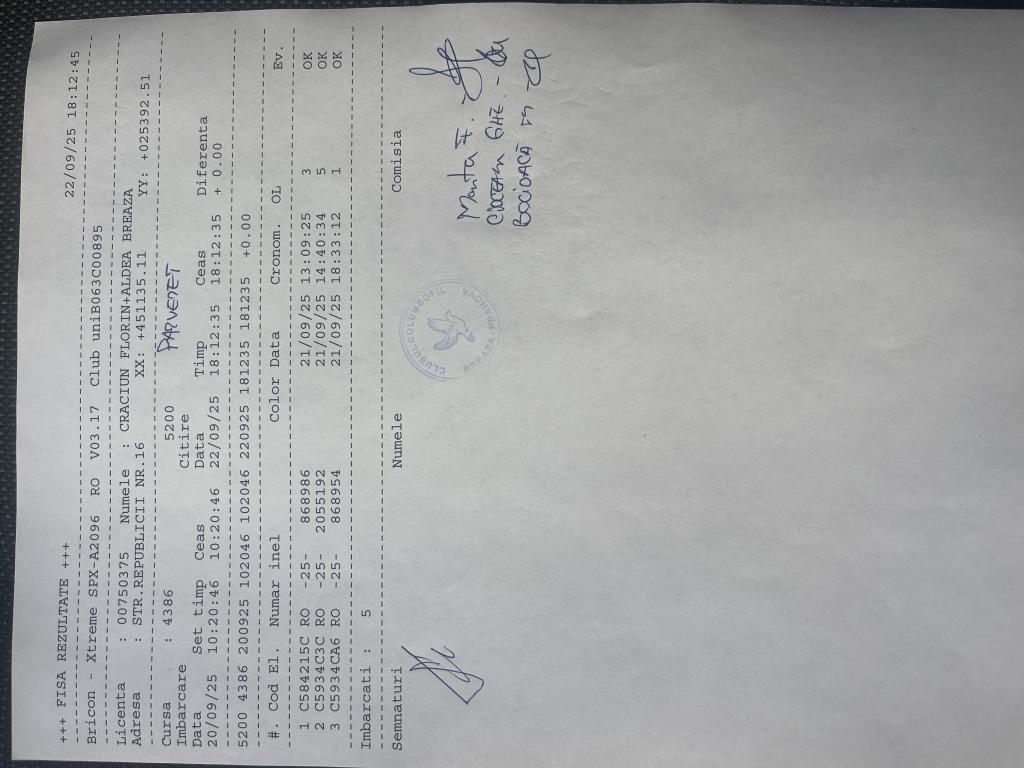 +++ FISA REZULTATE +++ 22/09/25 18:12:45
Bricon - Xtreme SPX-A2096 RO V03.17 Club uniB063C00895
Licenta : 00750375 Numele : CRACIUN FLORIN+ALDEA BREAZA
Adresa : STR.REPUBLICII NR.16 XX: +451135.11 YY: +025392.51
Cursa : 4386 5200 PARVEDET
Imbarcare Citire
Data Set timp Ceas Data Timp Ceas Diferenta
20/09/25 10:20:46 10:20:46 22/09/25 18:12:35 18:12:35 + 0.00
5200 4386 200925 102046 102046 220925 181235 181235 +0.00
#. Cod El. Numar inel Color Data Cronom. OL Ev.
1 C584215C RO -25- 868986 21/09/25 13:09:25 3 OK
2 C5934C3C RO -25- 2055192 21/09/25 14:40:34 5 OK
3 C5934CA6 RO -25- 868954 21/09/25 18:33:12 1 OK
Imbarcati : 5
Semnaturi Numele Comisia
Manta F.
GHE.
CLUBUL COLUMBOFIL
BREAZA - PRAHOVA